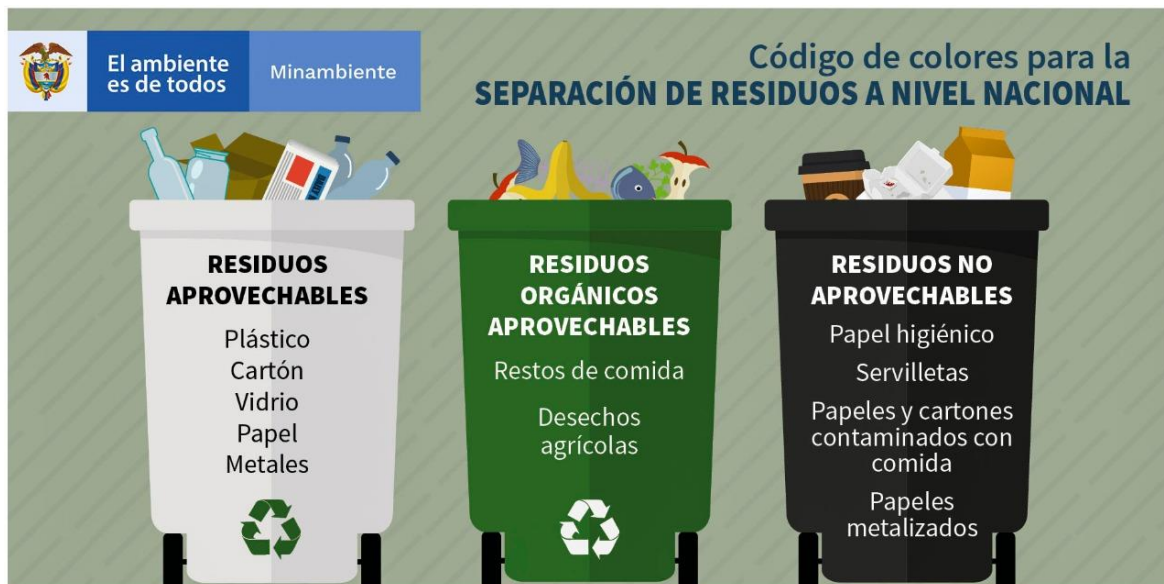 El ambiente
es de todos
Minambiente
Código de colores para la
SEPARACIÓN DE RESIDUOS A NIVEL NACIONAL
RESIDUOS
APROVECHABLES
Plástico
Cartón
Vidrio
Papel
Metales
RESIDUOS
ORGÁNICOS
APROVECHABLES
Restos de comida
Desechos
agrícolas
RESIDUOS NO
APROVECHABLES
Papel higiénico
Servilletas
Papeles y cartones
contaminados con
comida
Papeles
metalizados